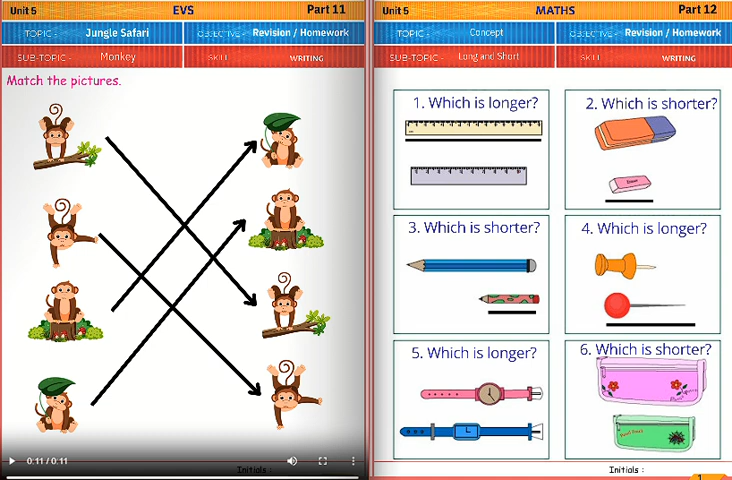 Unit 5 EVS Part 11
TOPIC - Jungle Safari OBJECTIVE - Revision / Homework
SUB-TOPIC - Monkey SKILL WRITING
Match the pictures.
0:11 / 0:11
Initials :
Unit 5 MATHS Part 12
TOPIC - Concept OBJECTIVE - Revision / Homework
SUB-TOPIC - Long and Short SKILL WRITING
1. Which is longer?
2. Which is shorter?
3. Which is shorter?
4. Which is longer?
5. Which is longer?
6. Which is shorter?
Initials :
1